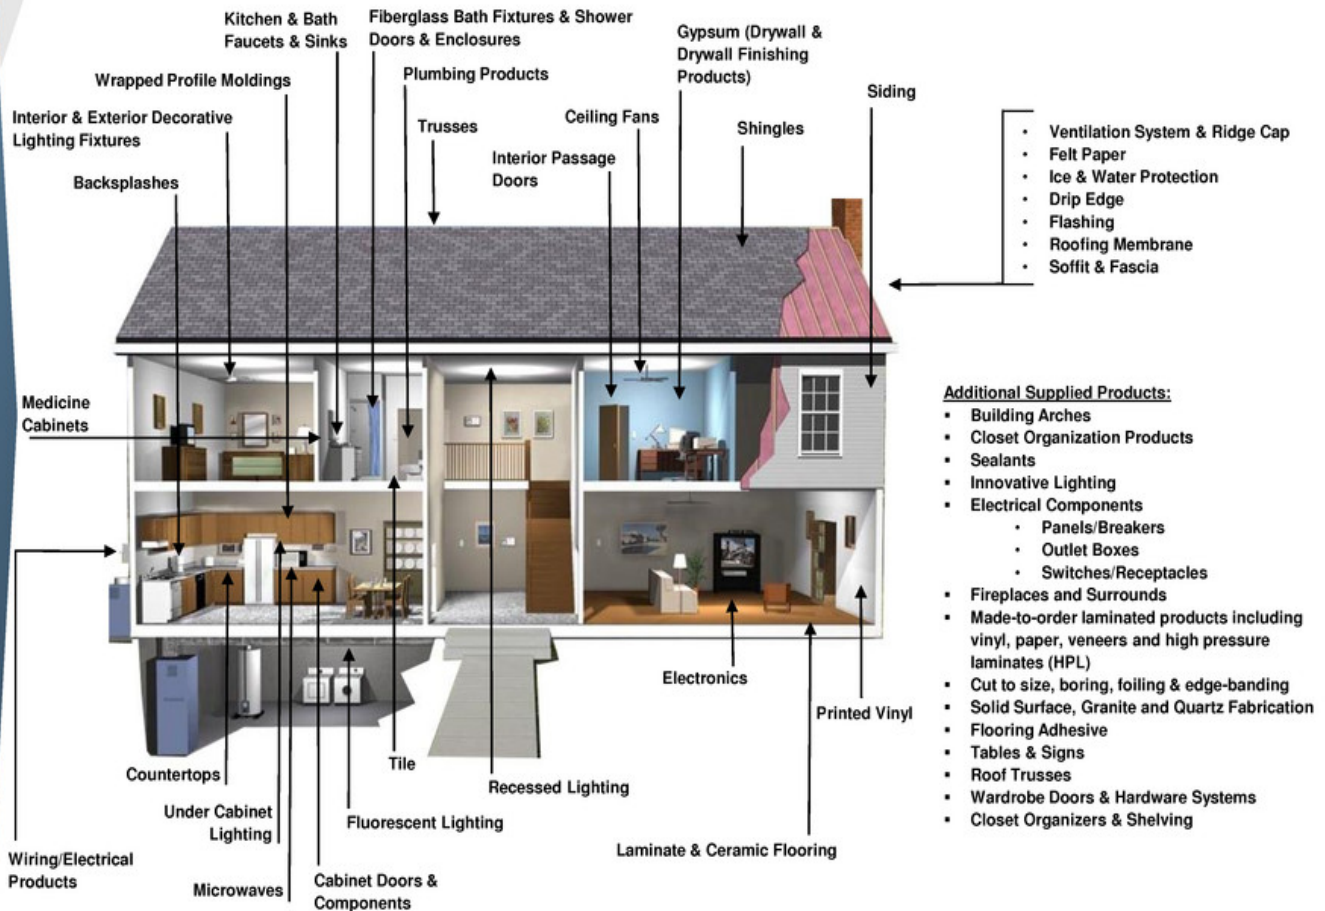 Kitchen & Bath
Faucets & Sinks
Fiberglass Bath Fixtures & Shower
Doors & Enclosures
Gypsum (Drywall &
Drywall Finishing
Products)
Wrapped Profile Moldings
Plumbing Products
Siding
Interior & Exterior Decorative
Lighting Fixtures
Trusses
Ceiling Fans
Shingles
Interior Passage
Doors
Backsplashes
• Ventilation System & Ridge Cap
• Felt Paper
• Ice & Water Protection
• Drip Edge
• Flashing
• Roofing Membrane
• Soffit & Fascia
Medicine
Cabinets
Additional Supplied Products:
▪ Building Arches
▪ Closet Organization Products
▪ Sealants
▪ Innovative Lighting
▪ Electrical Components
• Panels/Breakers
• Outlet Boxes
• Switches/Receptacles
▪ Fireplaces and Surrounds
▪ Made-to-order laminated products including
vinyl, paper, veneers and high pressure
laminates (HPL)
▪ Cut to size, boring, foiling & edge-banding
▪ Solid Surface, Granite and Quartz Fabrication
▪ Flooring Adhesive
▪ Tables & Signs
▪ Roof Trusses
▪ Wardrobe Doors & Hardware Systems
▪ Closet Organizers & Shelving
Electronics
Printed Vinyl
Tile
Countertops
Recessed Lighting
Under Cabinet
Lighting
Fluorescent Lighting
Laminate & Ceramic Flooring
Wiring/Electrical
Products
Microwaves
Cabinet Doors &
Components